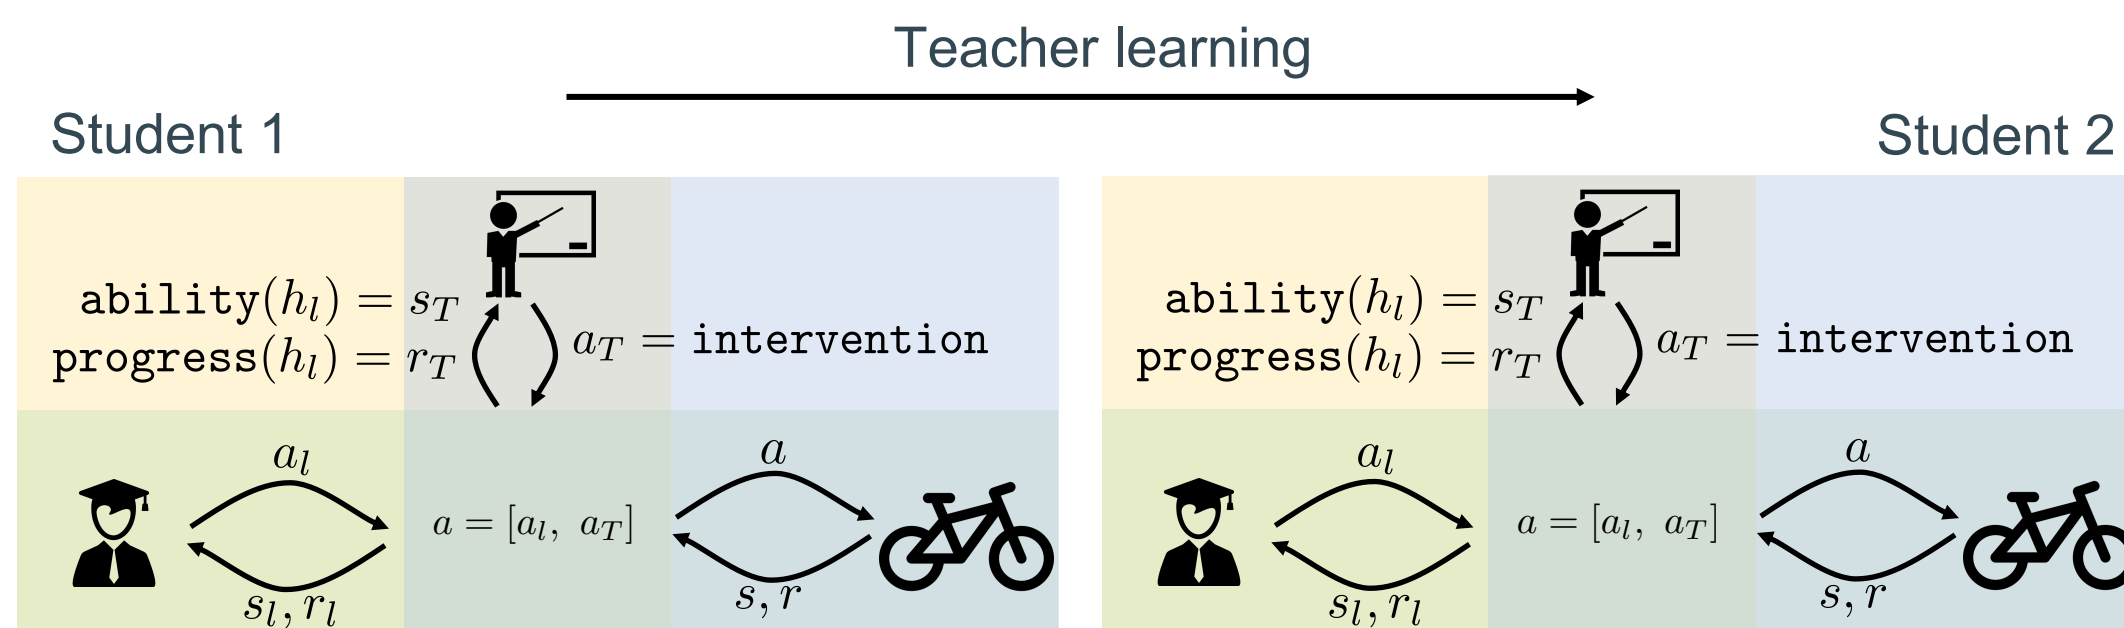 Teacher learning
Student 1
Student 2
ability(h_l) = s_T
progress(h_l) = r_T
a_T = intervention
a_l
a = [a_l, a_T]
a
s_l, r_l
s, r
ability(h_l) = s_T
progress(h_l) = r_T
a_T = intervention
a_l
a = [a_l, a_T]
a
s_l, r_l
s, r